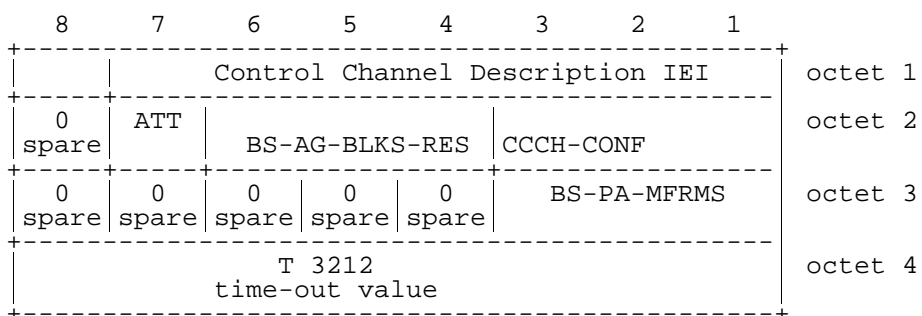 8 7 6 5 4 3 2 1
Control Channel Description IEI octet 1
0 ATT octet 2
spare BS-AG-BLKS-RES CCCH-CONF
0 0 0 0 0 BS-PA-MFRMS octet 3
spare spare spare spare spare
T 3212 octet 4
time-out value